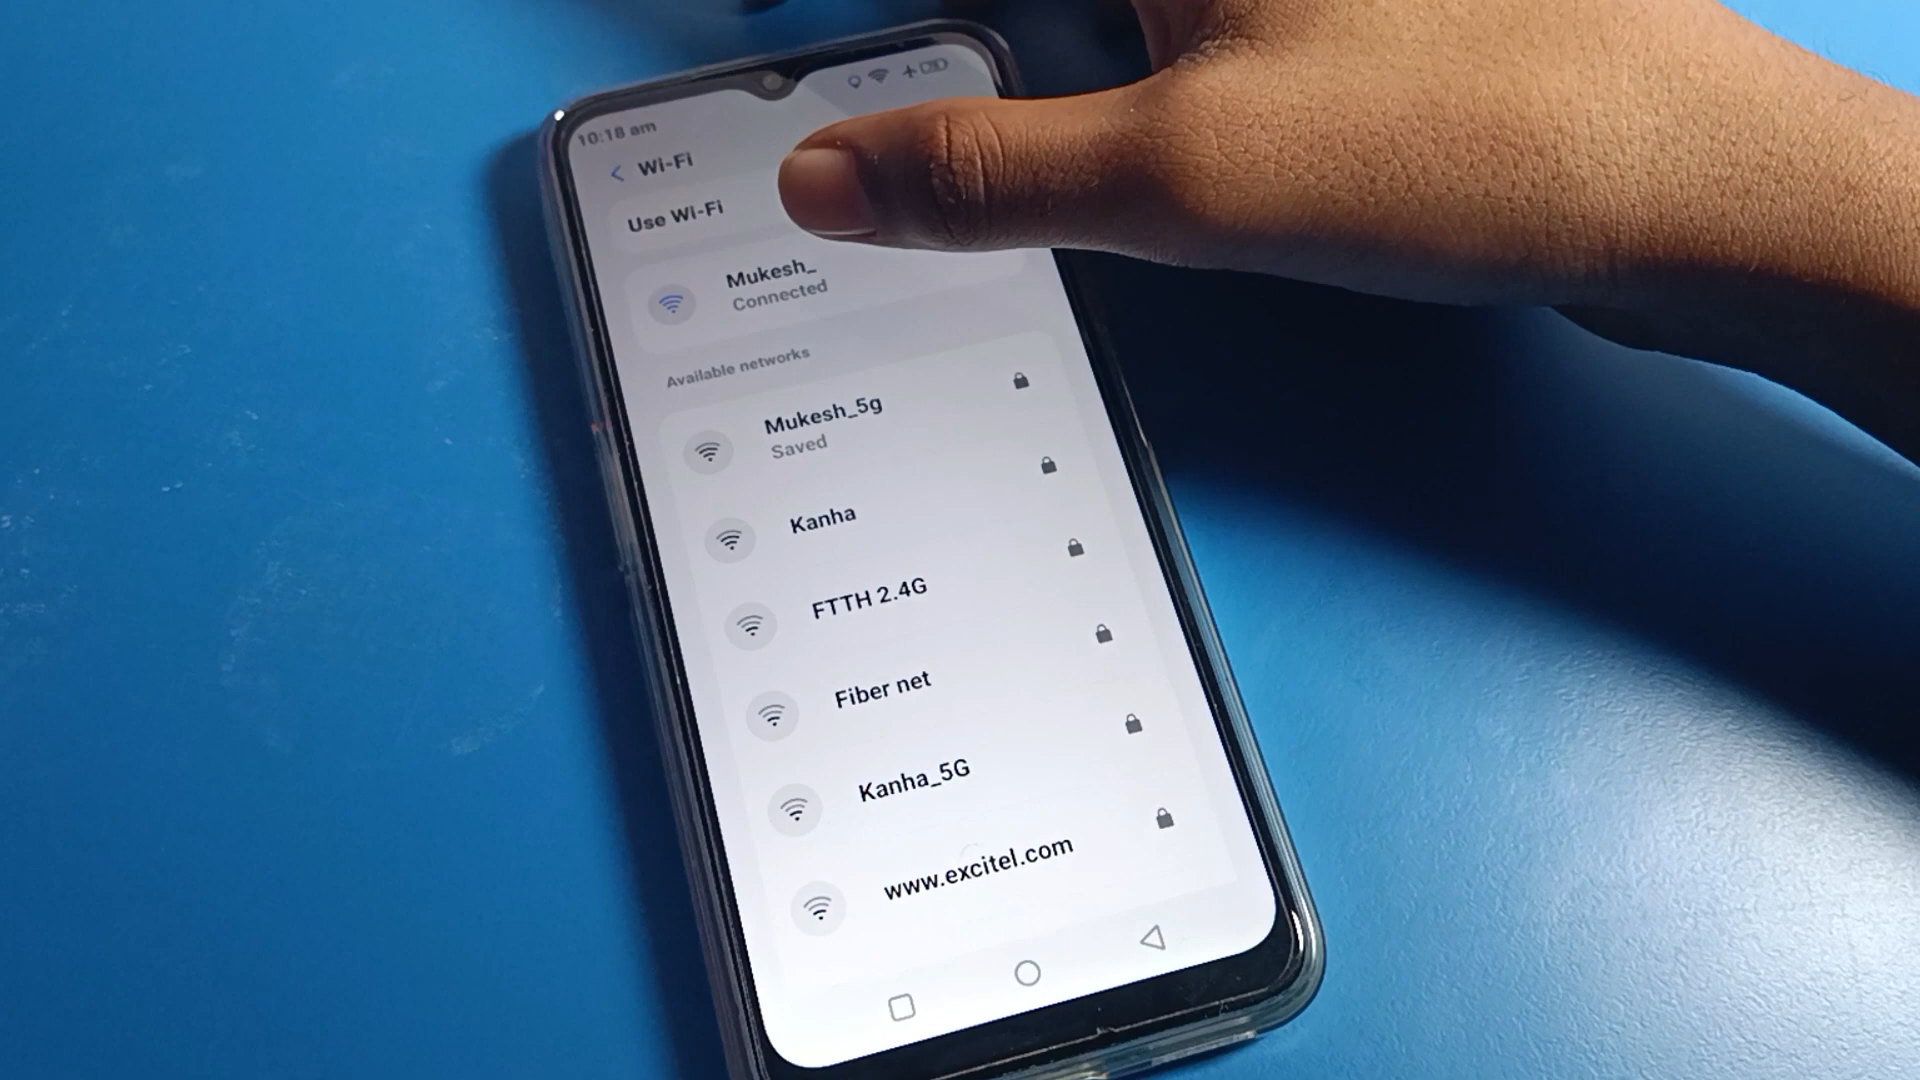 10:18 am
Wi-Fi
Use Wi-Fi
Mukesh_
Connected
Available networks
Mukesh_5g
Saved
Kanha
FTTH 2.4G
Fiber net
Kanha_5G
www.excitel.com